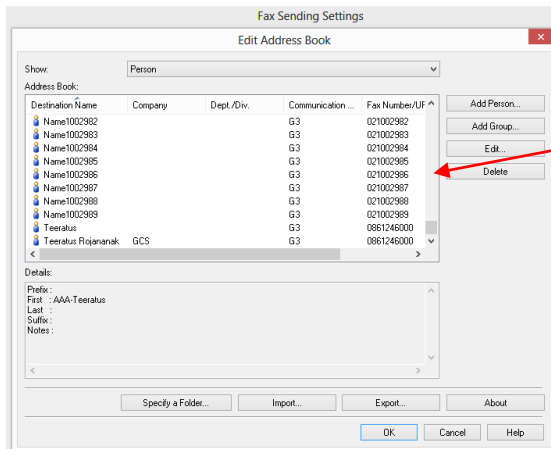 Fax Sending Settings
Edit Address Book
Show: Person
Address Book:
Destination Name Company Dept./Div. Communication ... Fax Number/UF
Name1002982 G3 021002982
Name1002983 G3 021002983
Name1002984 G3 021002984
Name1002985 G3 021002985
Name1002986 G3 021002986
Name1002987 G3 021002987
Name1002988 G3 021002988
Name1002989 G3 021002989
Teeratus G3 0861246000
Teeratus Rojananak GCS G3 0861246000
Add Person...
Add Group...
Edit...
Delete
Details:
Prefix :
First : AAA-Teeratus
Last :
Suffix :
Notes :
Specify a Folder... Import... Export... About
OK Cancel Help